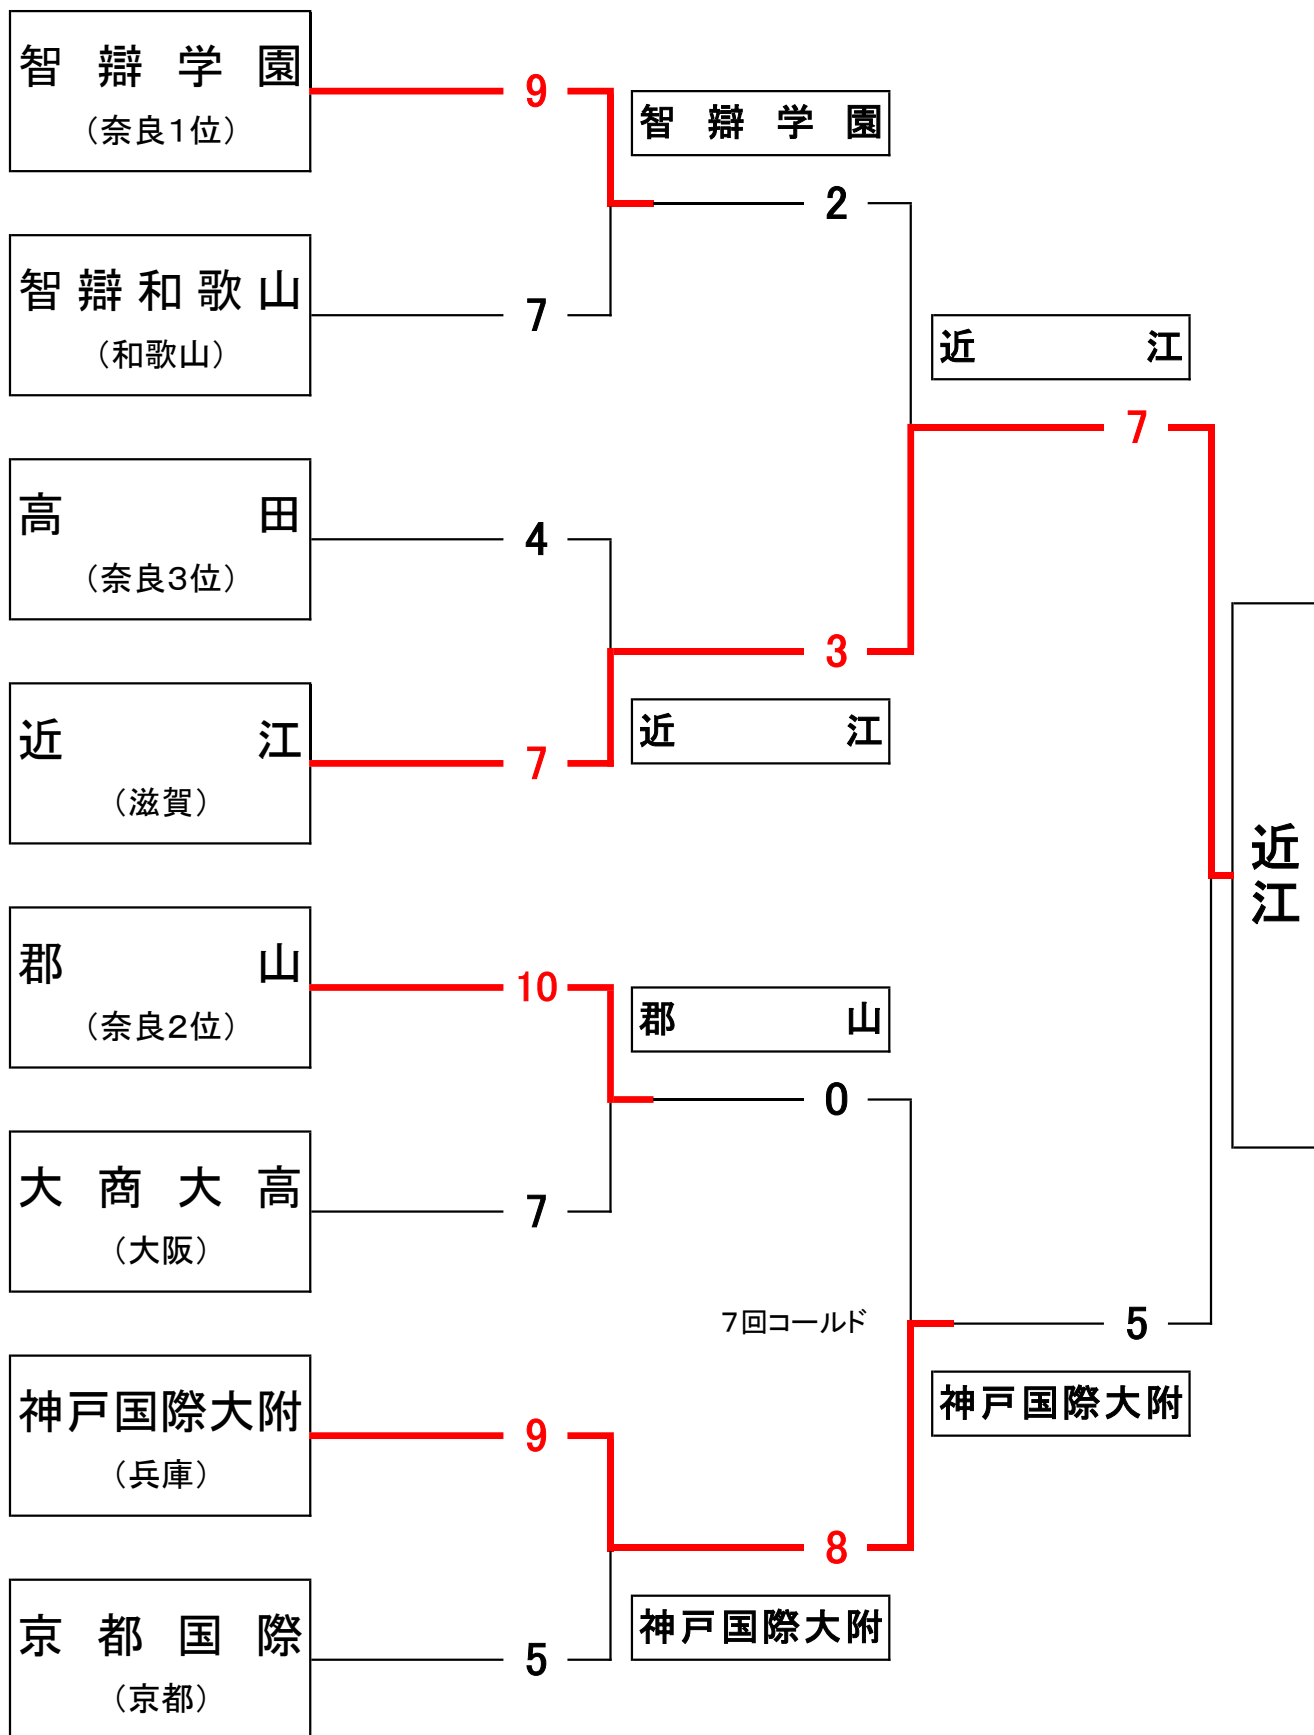 智辯学園
（奈良1位）
9
智辯学園
2
智辯和歌山
（和歌山）
7
近江
7
高田
（奈良3位）
4
3
近江
近江
（滋賀）
7
近江
郡山
（奈良2位）
10
郡山
0
大商大高
（大阪）
7
7回コールド
5
神戸国際大附
神戸国際大附
（兵庫）
9
8
神戸国際大附
京都国際
（京都）
5